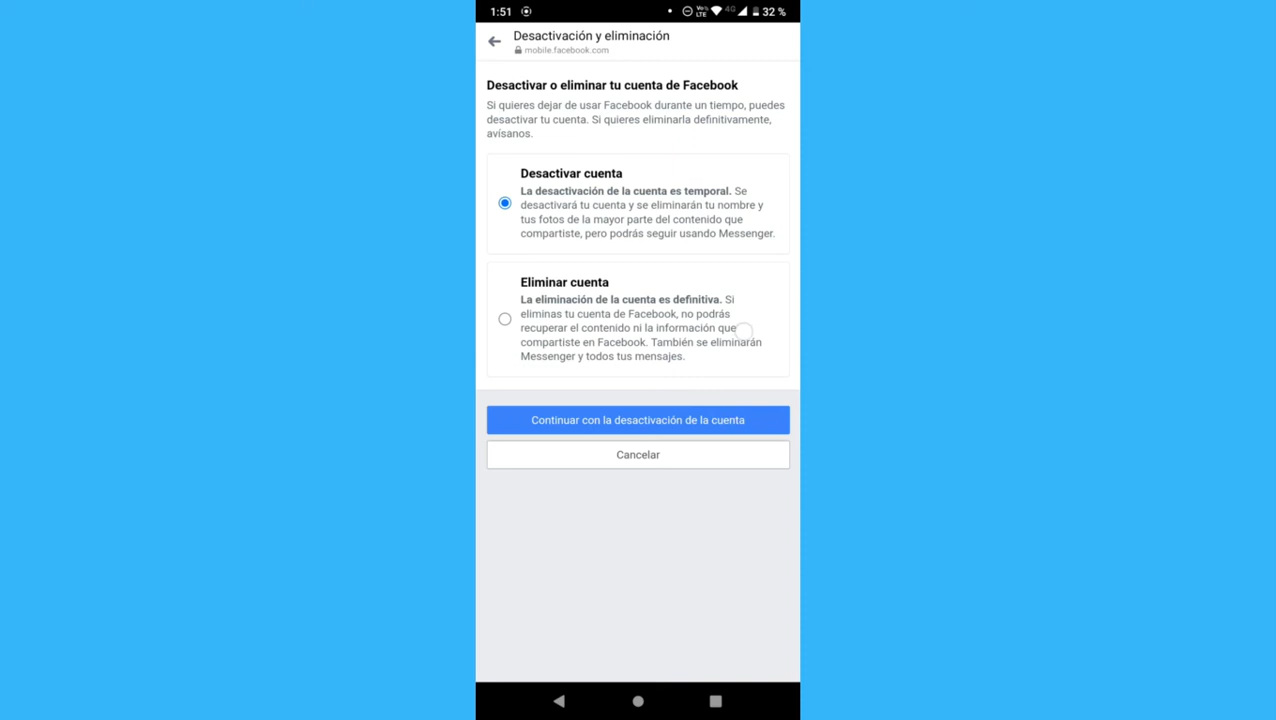 1:51
Vo)) LTE 4G 32 %
Desactivación y eliminación
mobile.facebook.com
Desactivar o eliminar tu cuenta de Facebook
Si quieres dejar de usar Facebook durante un tiempo, puedes
desactivar tu cuenta. Si quieres eliminarla definitivamente,
avísanos.
Desactivar cuenta
La desactivación de la cuenta es temporal. Se
desactivará tu cuenta y se eliminarán tu nombre y
tus fotos de la mayor parte del contenido que
compartiste, pero podrás seguir usando Messenger.
Eliminar cuenta
La eliminación de la cuenta es definitiva. Si
eliminas tu cuenta de Facebook, no podrás
recuperar el contenido ni la información que
compartiste en Facebook. También se eliminarán
Messenger y todos tus mensajes.
Continuar con la desactivación de la cuenta
Cancelar